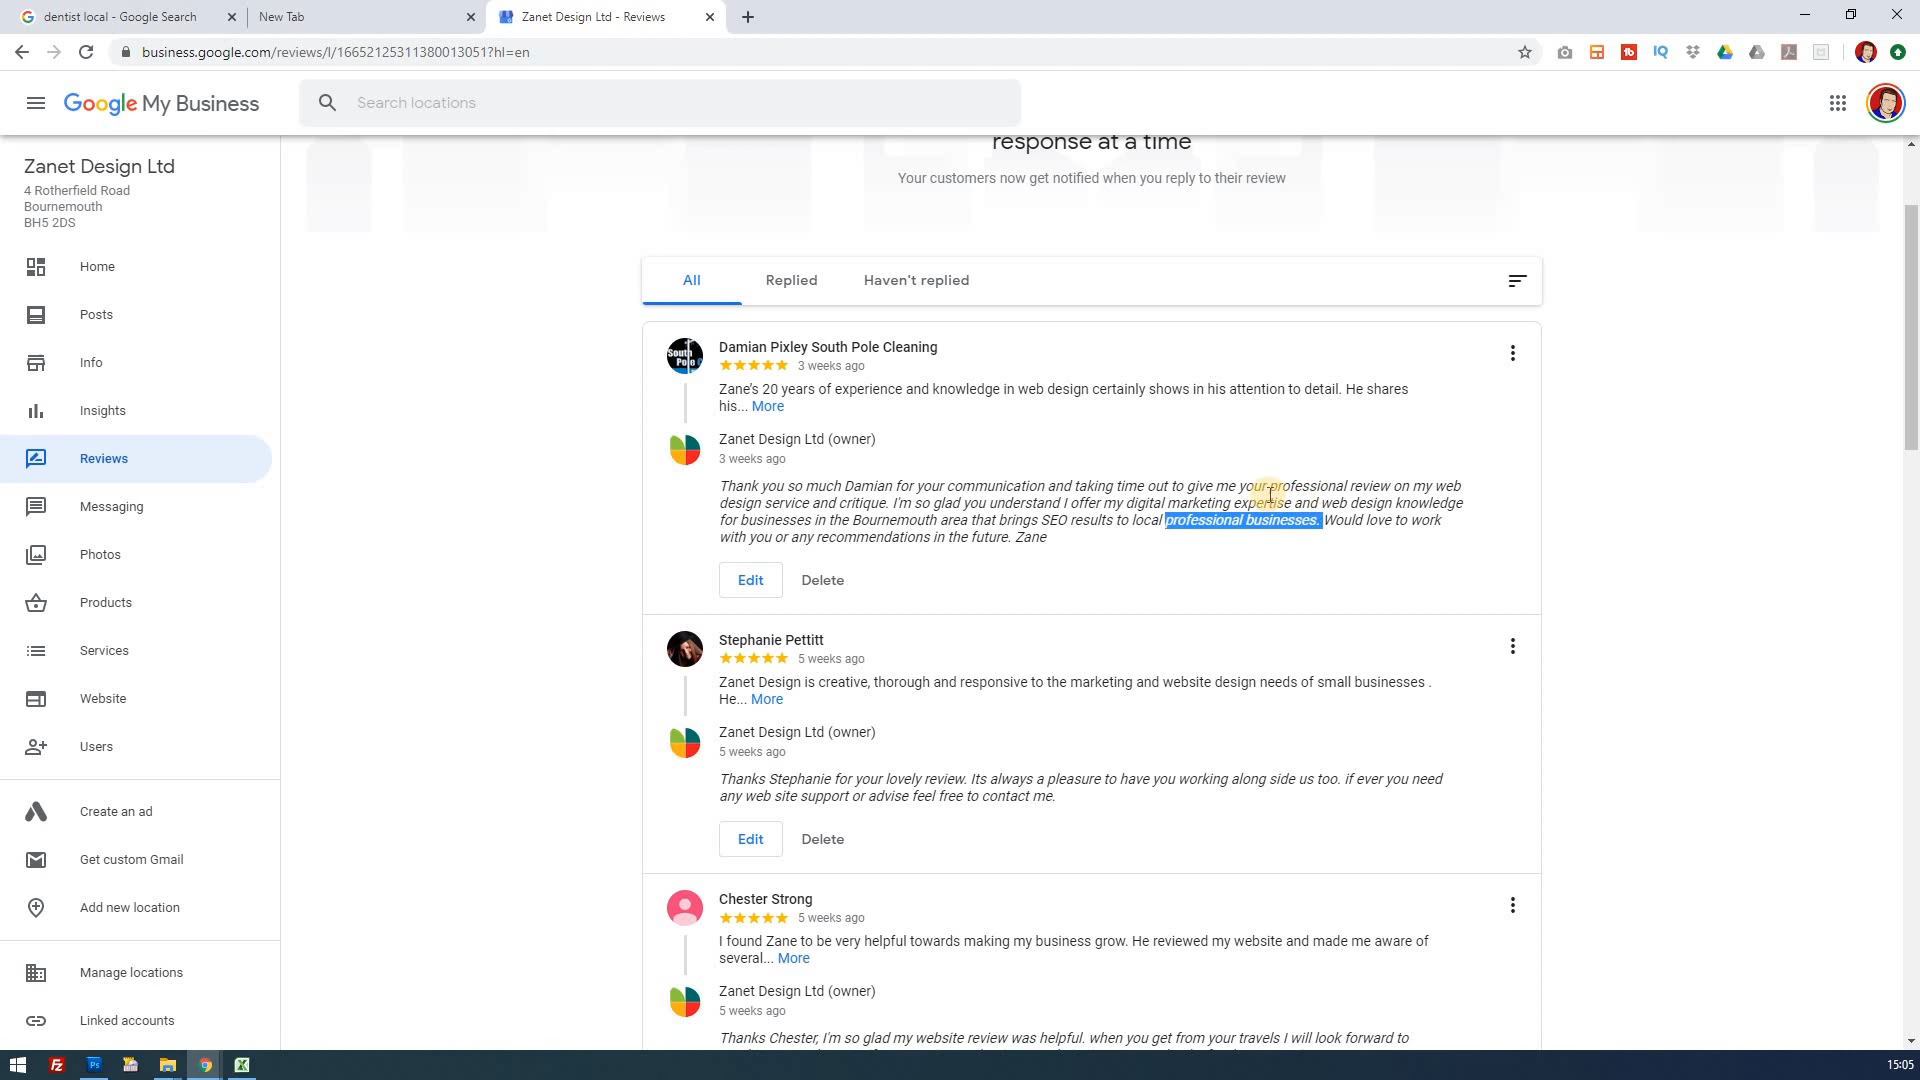 dentist local - Google Search
New Tab
Zanet Design Ltd - Reviews
business.google.com/reviews/l/16652125311380013051?hl=en
Google My Business
Search locations
Zanet Design Ltd
4 Rotherfield Road
Bournemouth
BH5 2DS
Home
Posts
Info
Insights
Reviews
Messaging
Photos
Products
Services
Website
Users
Create an ad
Get custom Gmail
Add new location
Manage locations
Linked accounts
response at a time
Your customers now get notified when you reply to their review
All
Replied
Haven't replied
Damian Pixley South Pole Cleaning
3 weeks ago
Zane's 20 years of experience and knowledge in web design certainly shows in his attention to detail. He shares
his... More
Zanet Design Ltd (owner)
3 weeks ago
Thank you so much Damian for your communication and taking time out to give me your professional review on my web
design service and critique. I'm so glad you understand I offer my digital marketing expertise and web design knowledge
for businesses in the Bournemouth area that brings SEO results to local professional businesses. Would love to work
with you or any recommendations in the future. Zane
Edit
Delete
Stephanie Pettitt
5 weeks ago
Zanet Design is creative, thorough and responsive to the marketing and website design needs of small businesses .
He... More
Zanet Design Ltd (owner)
5 weeks ago
Thanks Stephanie for your lovely review. Its always a pleasure to have you working along side us too. if ever you need
any web site support or advise feel free to contact me.
Edit
Delete
Chester Strong
5 weeks ago
I found Zane to be very helpful towards making my business grow. He reviewed my website and made me aware of
several... More
Zanet Design Ltd (owner)
5 weeks ago
Thanks Chester, I'm so glad my website review was helpful. when you get from your travels I will look forward to
15:05